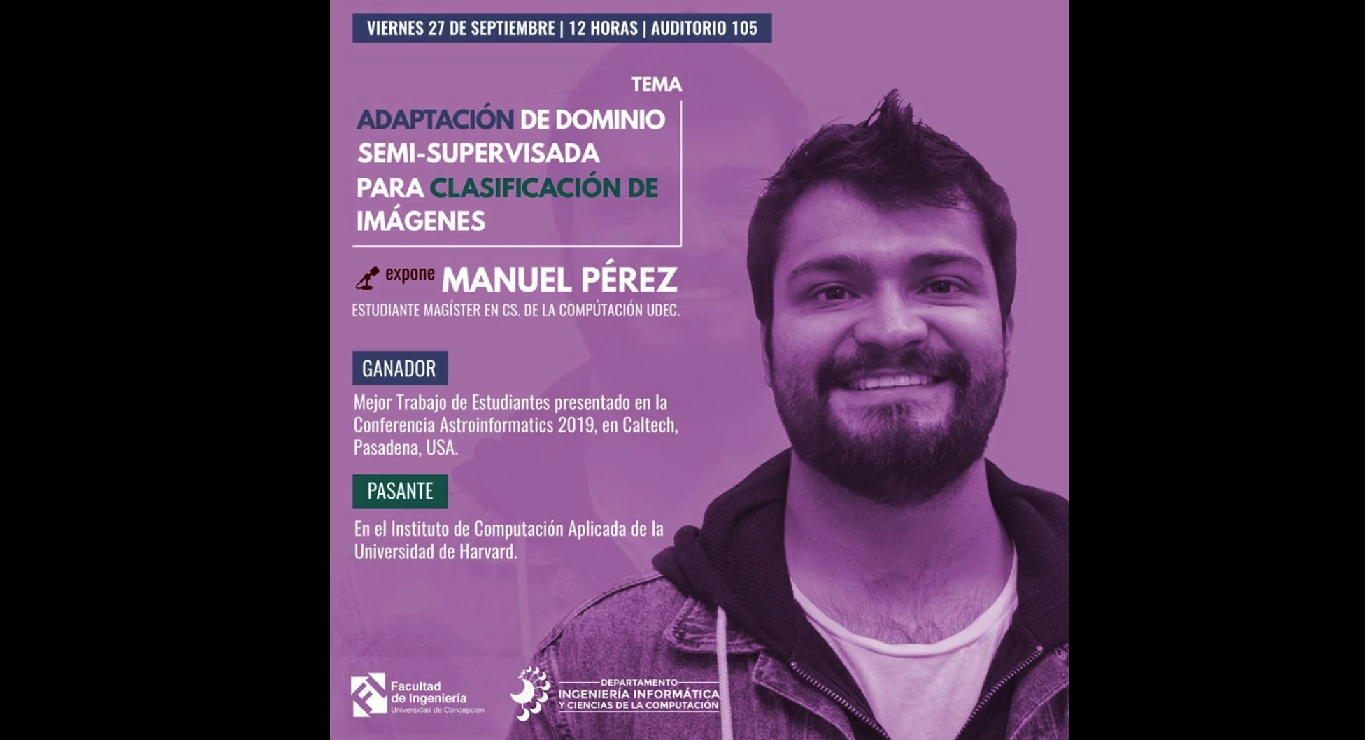 VIERNES 27 DE SEPTIEMBRE | 12 HORAS | AUDITORIO 105
TEMA
ADAPTACIÓN DE DOMINIO
SEMI-SUPERVISADA
PARA CLASIFICACIÓN DE
IMÁGENES
expone MANUEL PÉREZ
ESTUDIANTE MAGÍSTER EN CS. DE LA COMPÚTACIÓN UDEC.
GANADOR
Mejor Trabajo de Estudiantes presentado en la
Conferencia Astroinformatics 2019, en Caltech,
Pasadena, USA.
PASANTE
En el Instituto de Computación Aplicada de la
Universidad de Harvard.
Facultad
de Ingeniería
Universidad de Concepción
DEPARTAMENTO
INGENIERÍA INFORMÁTICA
Y CIENCIAS DE LA COMPUTACIÓN